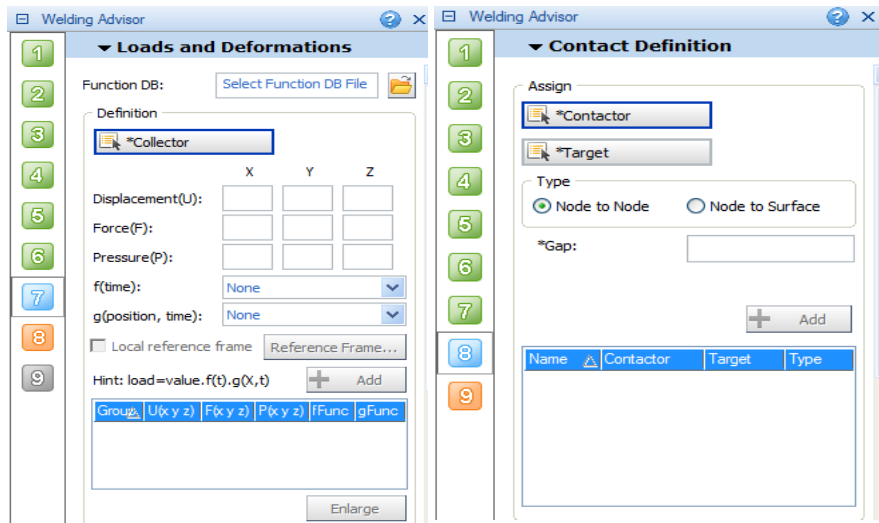 Welding Advisor
1
2
3
4
5
6
7
8
9
Loads and Deformations
Function DB: Select Function DB File
Definition
*Collector
X Y Z
Displacement(U):
Force(F):
Pressure(P):
f(time): None
g(position, time): None
Local reference frame Reference Frame...
Hint: load=value.f(t).g(X,t) Add
Group U(x y z) F(x y z) P(x y z) fFunc gFunc
Enlarge
Welding Advisor
1
2
3
4
5
6
7
8
9
Contact Definition
Assign
*Contactor
*Target
Type
Node to Node Node to Surface
*Gap:
Add
Name Contactor Target Type